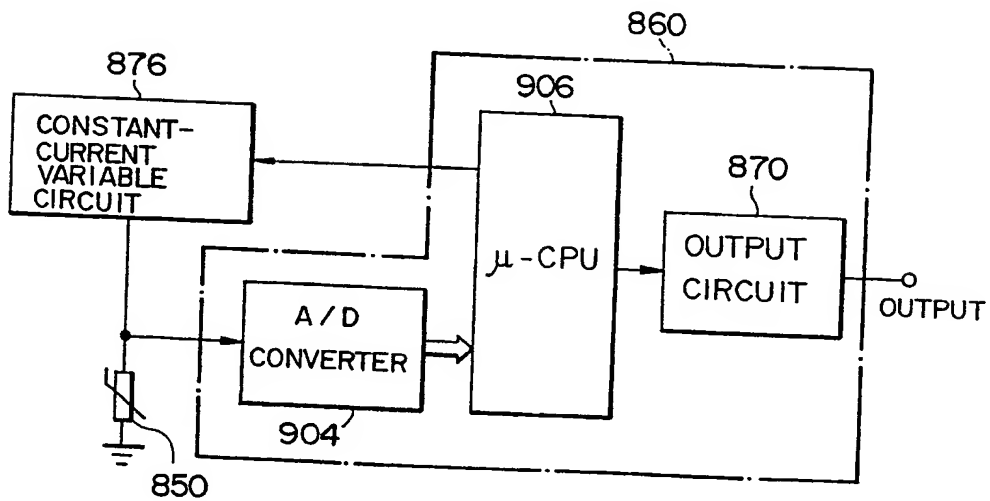 860
876
906
CONSTANT-
CURRENT
VARIABLE
CIRCUIT
870
μ-CPU
OUTPUT
CIRCUIT
OUTPUT
A/D
CONVERTER
904
850